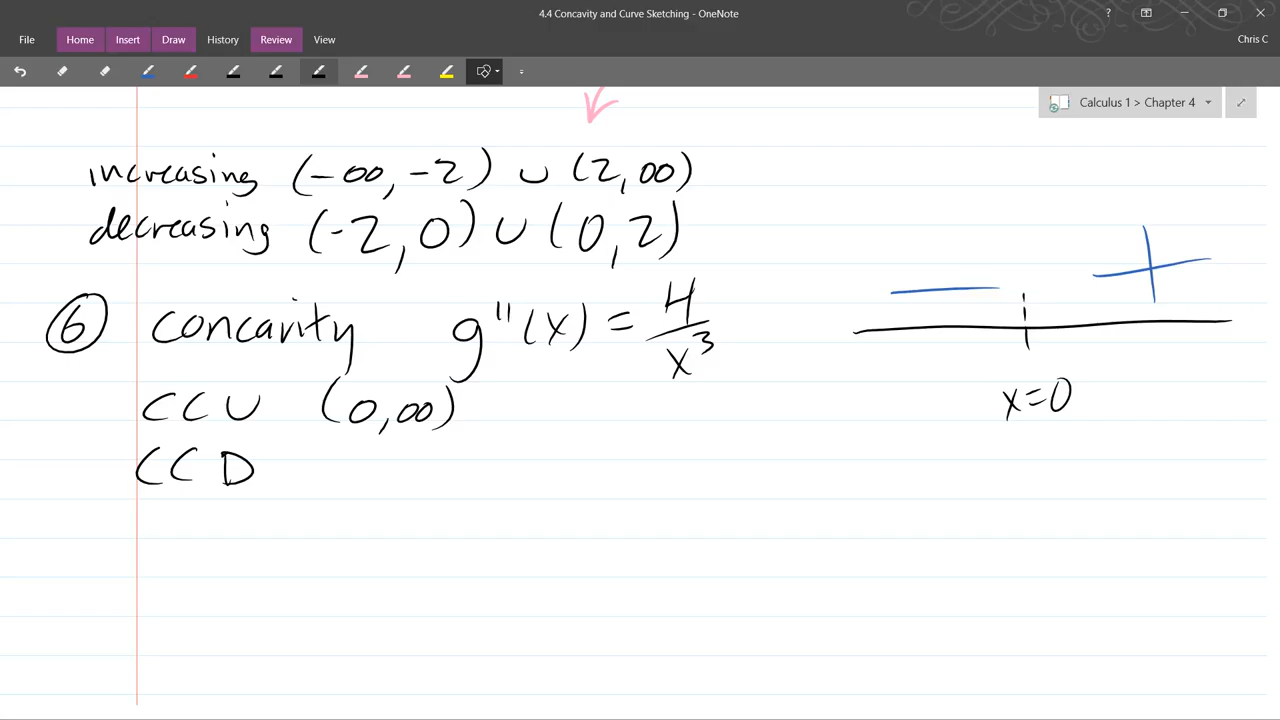 4.4 Concavity and Curve Sketching - OneNote
File Home Insert Draw History Review View
Chris C
Calculus 1 > Chapter 4
increasing (-∞, -2) ∪ (2, ∞)
decreasing (-2, 0) ∪ (0, 2)
⑥ concavity g''(x) = 4/x³
CCU (0, ∞)
CCD
− +
x=0